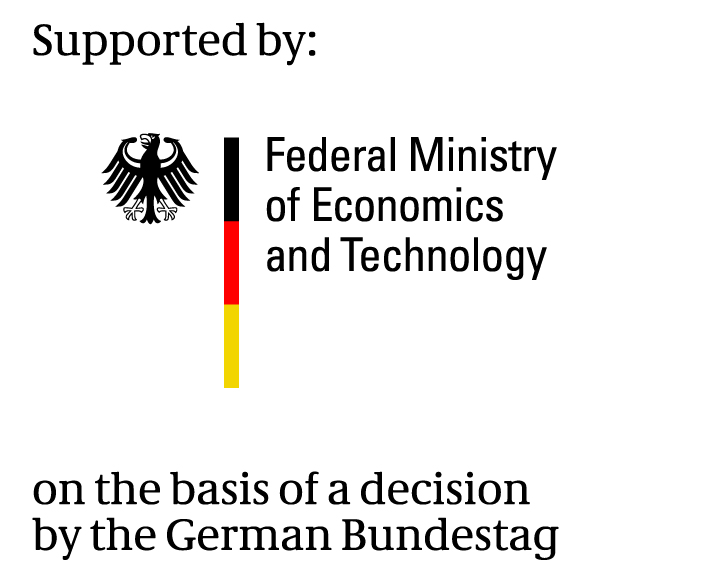 Supported by:
Federal Ministry
of Economics
and Technology
on the basis of a decision
by the German Bundestag